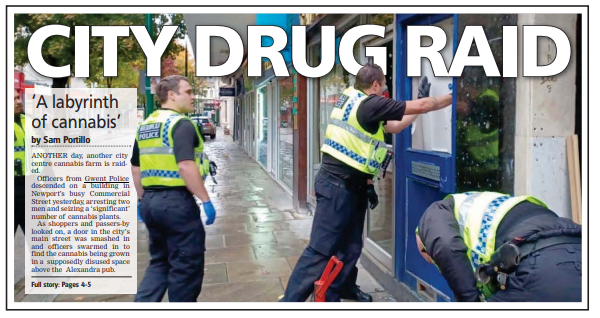 CITY DRUG RAID
'A labyrinth
of cannabis'
by Sam Portillo
ANOTHER day, another city
centre cannabis farm is raid-
ed.
Officers from Gwent Police
descended on a building in
Newport's busy Commercial
Street yesterday, arresting two
men and seizing a 'significant'
number of cannabis plants.
As shoppers and passers-by
looked on, a door in the city's
main street was smashed in
and officers swarmed in to
find the cannabis being grown
in a supposedly disused space
above the Alexandra pub.
Full story: Pages 4-5
HEDDLU
POLICE